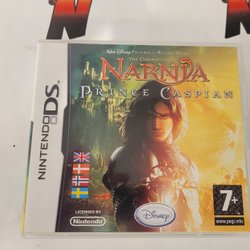 NINTENDO DS
WALT DISNEY PICTURES AND WALDEN MEDIA
THE CHRONICLES OF
NARNIA
PRINCE CASPIAN
LICENSED BY
Nintendo
Disney
7+
www.pegi.info